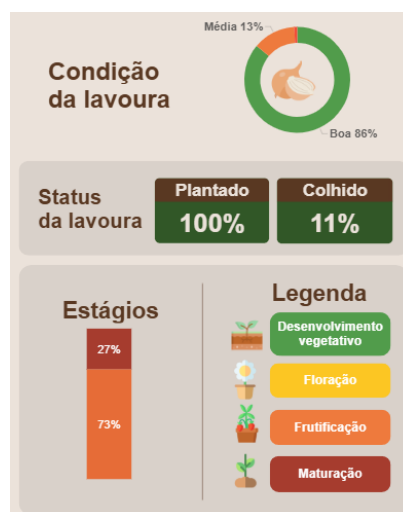 Média 13%
Condição
da lavoura
Boa 86%
Status
da lavoura
Plantado
100%
Colhido
11%
Estágios
27%
73%
Legenda
Desenvolvimento
vegetativo
Floração
Frutificação
Maturação